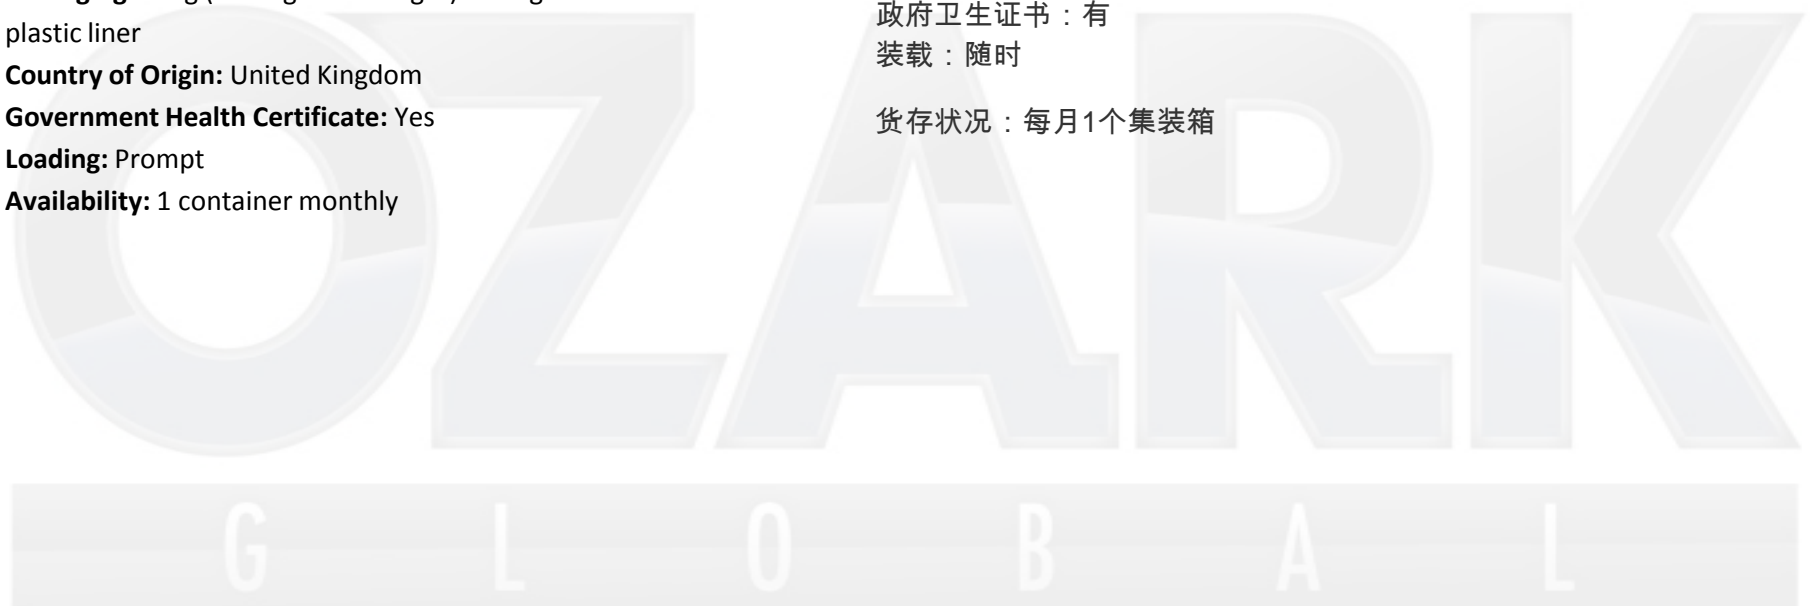 plastic liner
Country of Origin: United Kingdom
Government Health Certificate: Yes
Loading: Prompt
Availability: 1 container monthly
政府卫生证书：有
装载：随时
货存状况：每月1个集装箱
OZARK
GLOBAL